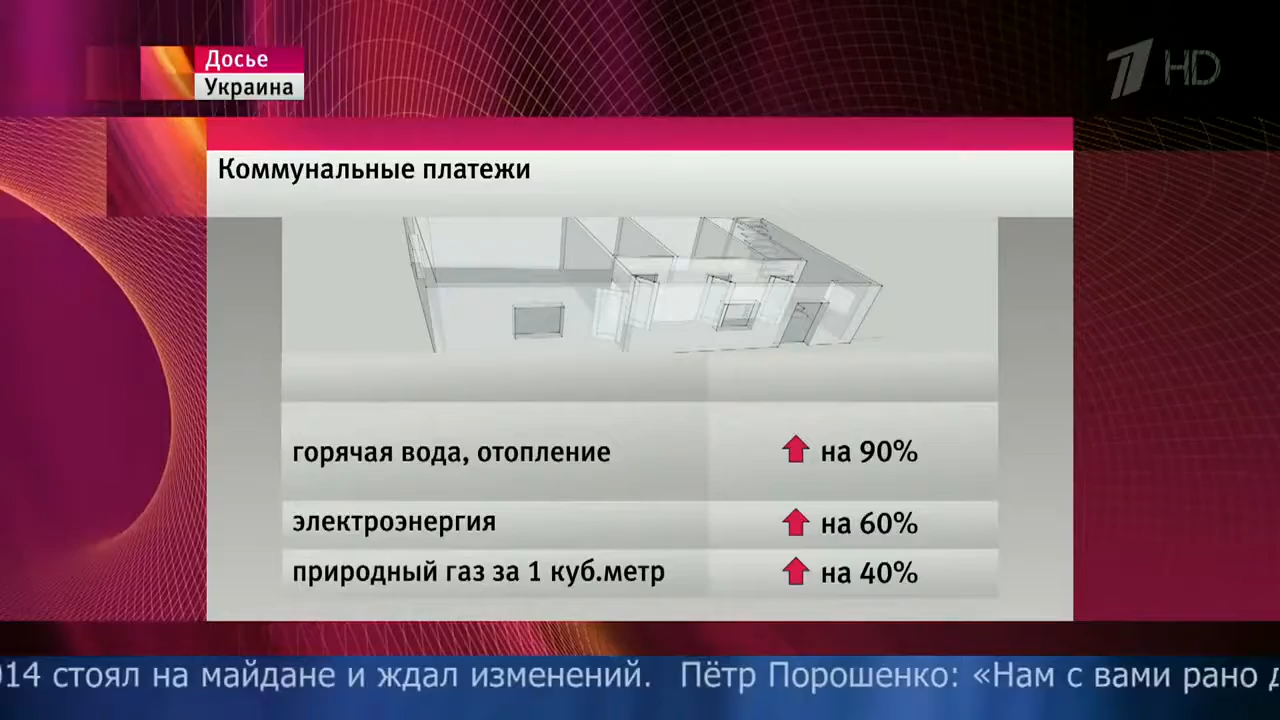 Досье
Украина
1 HD
Коммунальные платежи
горячая вода, отопление на 90%
электроэнергия на 60%
природный газ за 1 куб.метр на 40%
014 стоял на майдане и ждал изменений. Пётр Порошенко: «Нам с вами рано